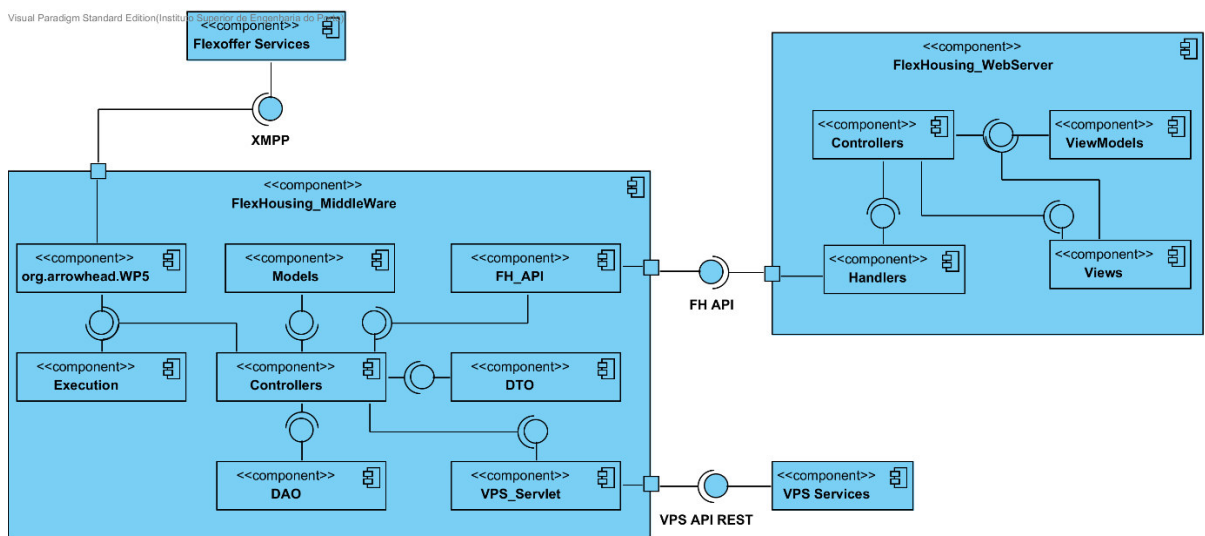 Visual Paradigm Standard Edition(Instituto Superior de Engenharia do Porto)
<<component>>
Flexoffer Services
XMPP
<<component>>
FlexHousing_MiddleWare
<<component>>
org.arrowhead.WP5
<<component>>
Models
<<component>>
FH_API
<<component>>
Execution
<<component>>
Controllers
<<component>>
DTO
<<component>>
DAO
<<component>>
VPS_Servlet
FH API
VPS API REST
<<component>>
VPS Services
<<component>>
FlexHousing_WebServer
<<component>>
Controllers
<<component>>
ViewModels
<<component>>
Handlers
<<component>>
Views